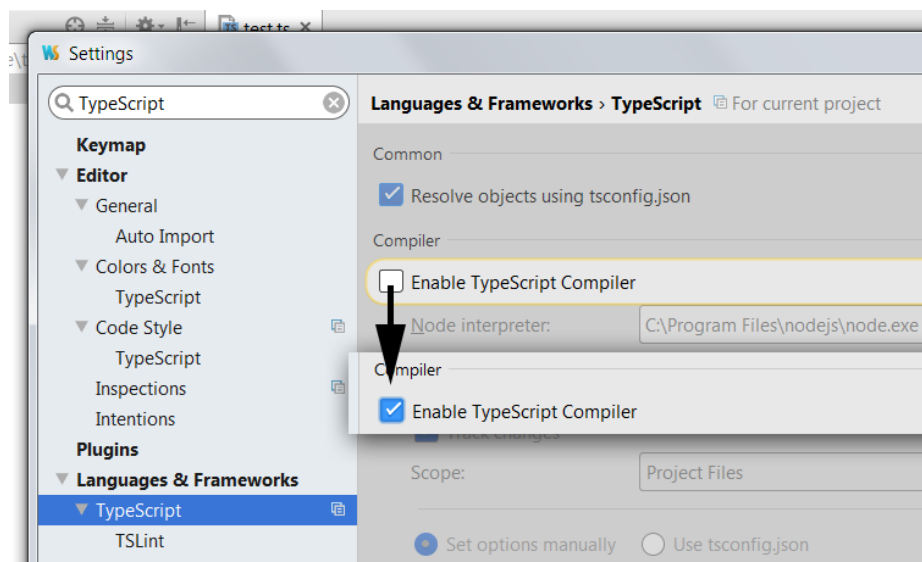 test.ts
WS Settings
TypeScript
Languages & Frameworks › TypeScript For current project
Keymap
Editor
General
Auto Import
Colors & Fonts
TypeScript
Code Style
TypeScript
Inspections
Intentions
Plugins
Languages & Frameworks
TypeScript
TSLint
Common
Resolve objects using tsconfig.json
Compiler
Enable TypeScript Compiler
Node interpreter:
C:\Program Files\nodejs\node.exe
Compiler
Enable TypeScript Compiler
Track changes
Scope:
Project Files
Set options manually
Use tsconfig.json